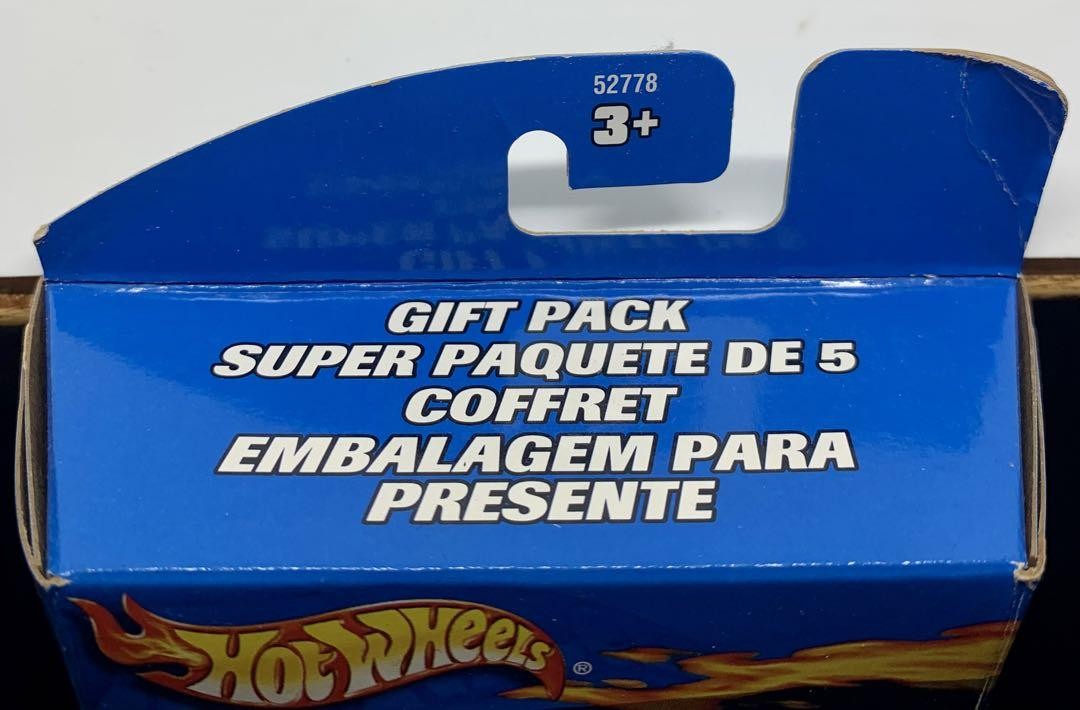 52778
3+
GIFT PACK
SUPER PAQUETE DE 5
COFFRET
EMBALAGEM PARA
PRESENTE
HOT WHEELS ®